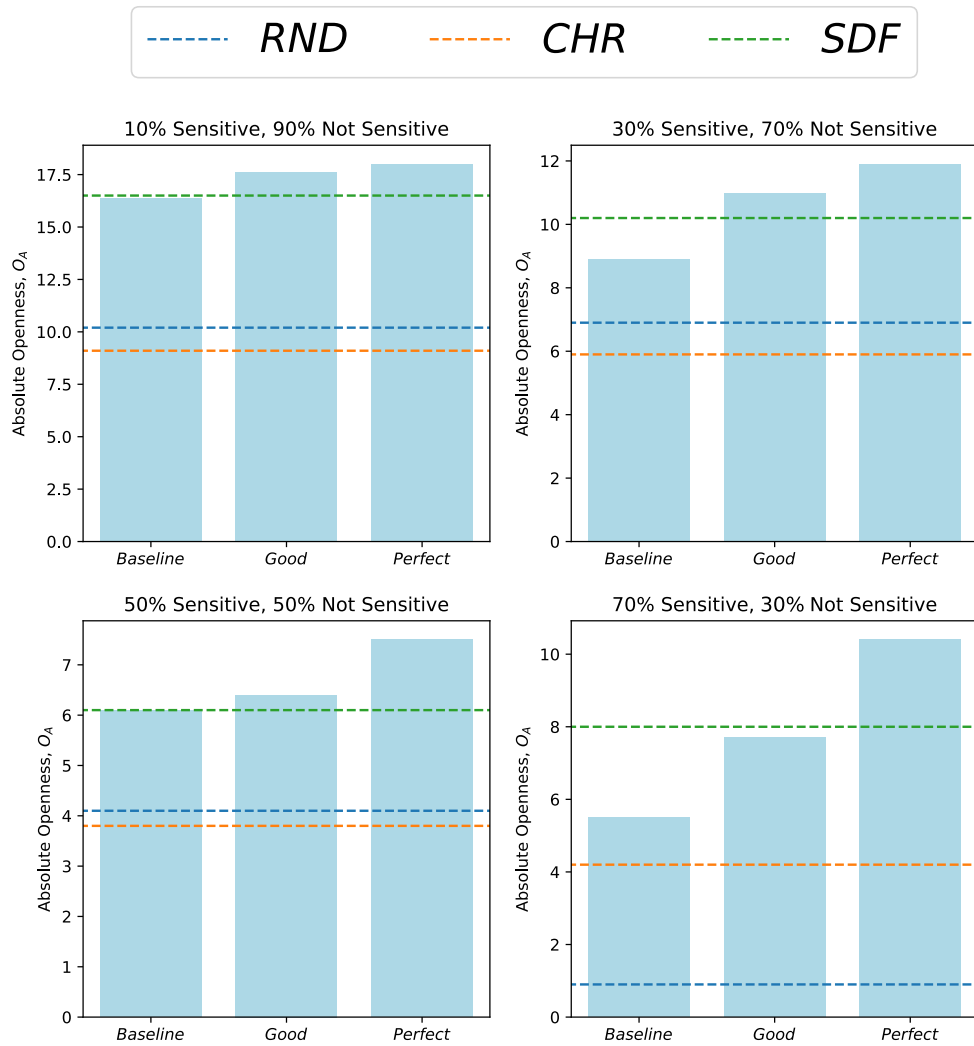 RND CHR SDF
10% Sensitive, 90% Not Sensitive
Absolute Openness, O_A
17.5
15.0
12.5
10.0
7.5
5.0
2.5
0.0
Baseline Good Perfect
30% Sensitive, 70% Not Sensitive
Absolute Openness, O_A
12
10
8
6
4
2
0
Baseline Good Perfect
50% Sensitive, 50% Not Sensitive
Absolute Openness, O_A
7
6
5
4
3
2
1
0
Baseline Good Perfect
70% Sensitive, 30% Not Sensitive
Absolute Openness, O_A
10
8
6
4
2
0
Baseline Good Perfect